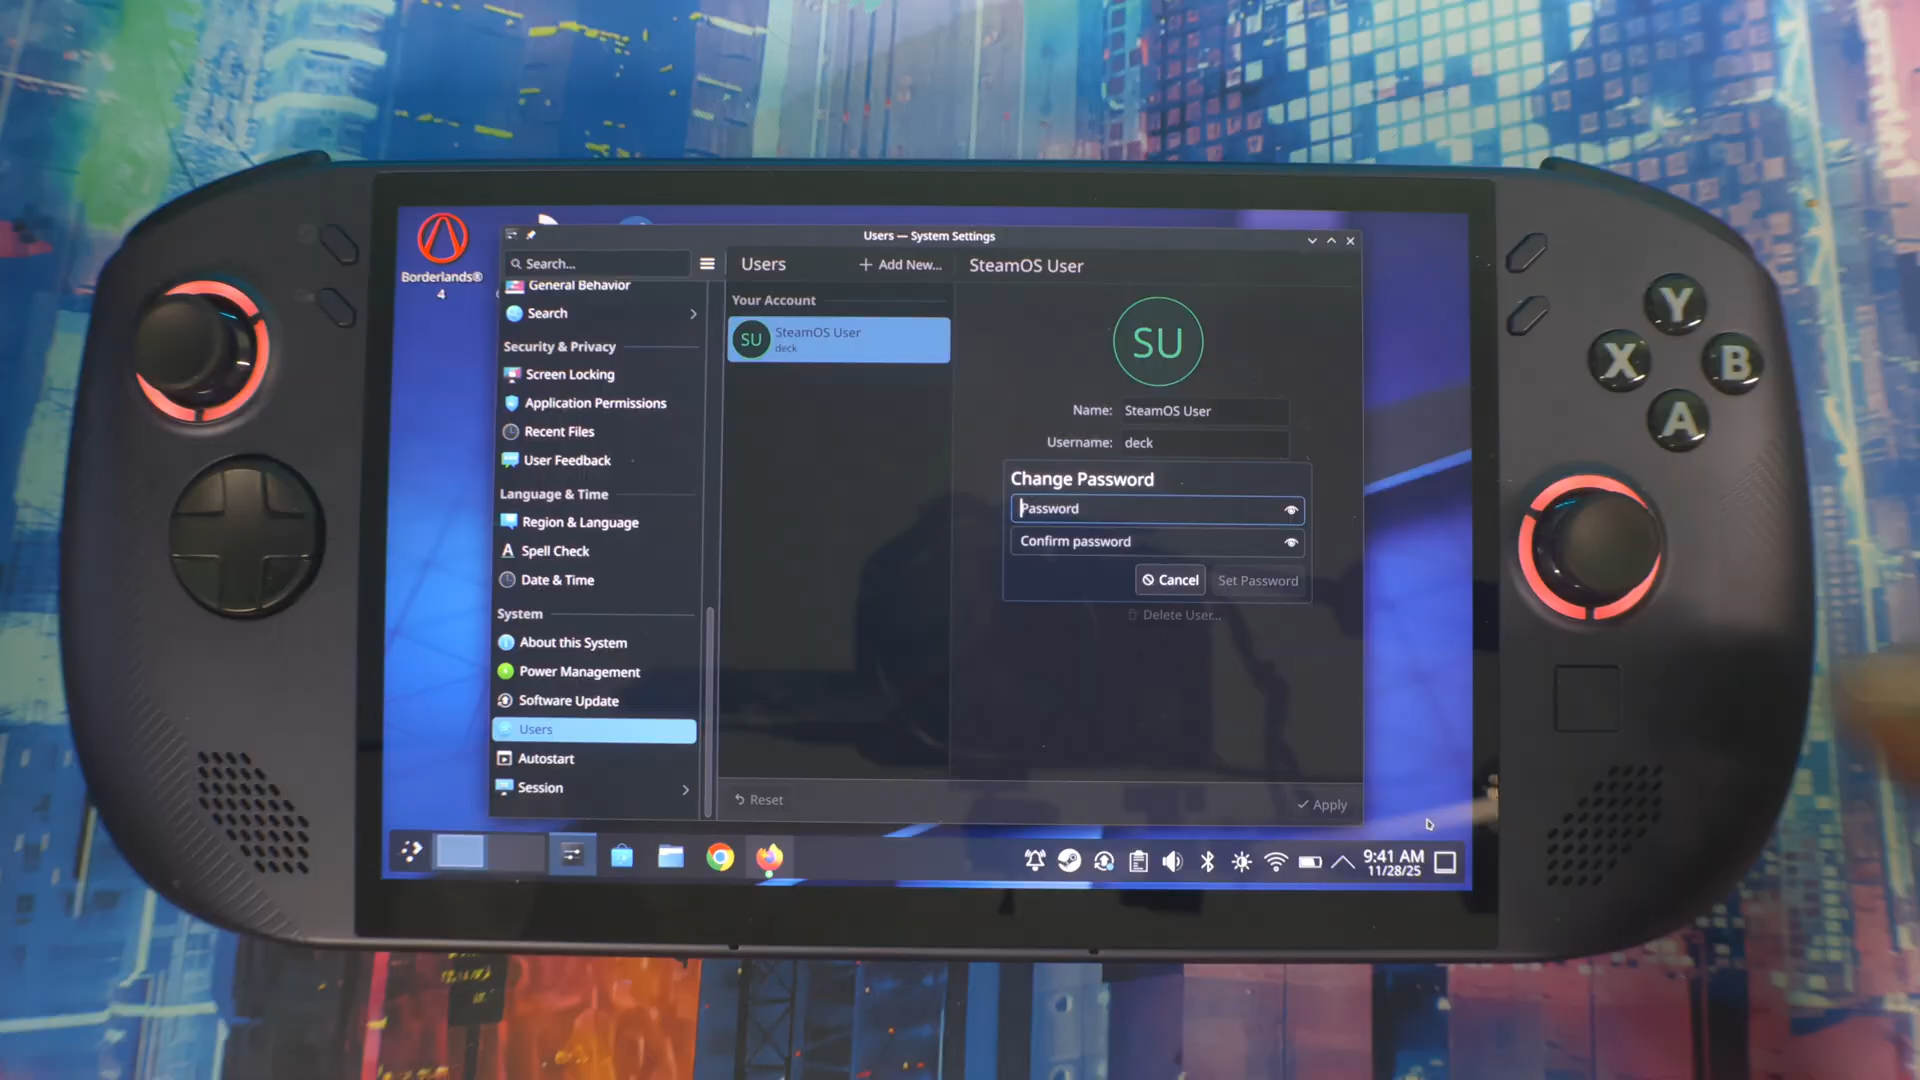 Borderlands®
4
Users — System Settings
Search...
General Behavior
Search
Security & Privacy
Screen Locking
Application Permissions
Recent Files
User Feedback
Language & Time
Region & Language
Spell Check
Date & Time
System
About this System
Power Management
Software Update
Users
Autostart
Session
Users
Add New...
Your Account
SU
SteamOS User
deck
Reset
SteamOS User
SU
Name: SteamOS User
Username: deck
Change Password
Password
Confirm password
Cancel
Set Password
Delete User...
Apply
9:41 AM
11/28/25
Y
X
B
A